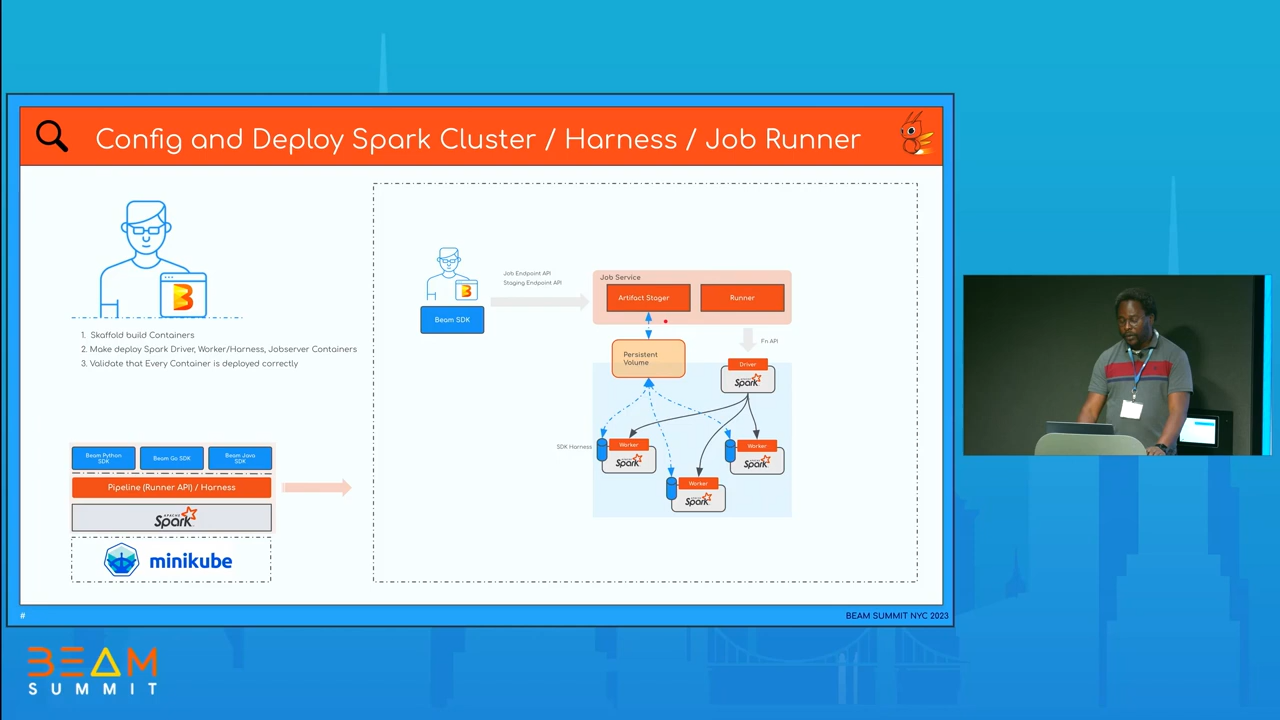 Config and Deploy Spark Cluster / Harness / Job Runner
1. Skaffold build Containers
2. Make deploy Spark Driver, Worker/Harness, Jobserver Containers
3. Validate that Every Container is deployed correctly
Beam Python SDK
Beam Go SDK
Beam Java SDK
Pipeline (Runner API) / Harness
APACHE
Spark
minikube
Beam SDK
Job Endpoint API
Staging Endpoint API
Job Service
Artifact Stager
Runner
Persistent
Volume
Fn API
Driver
Spark
SDK Harness
Worker
Spark
Worker
Spark
Worker
Spark
#
BEAM SUMMIT NYC 2023
BEAM
SUMMIT